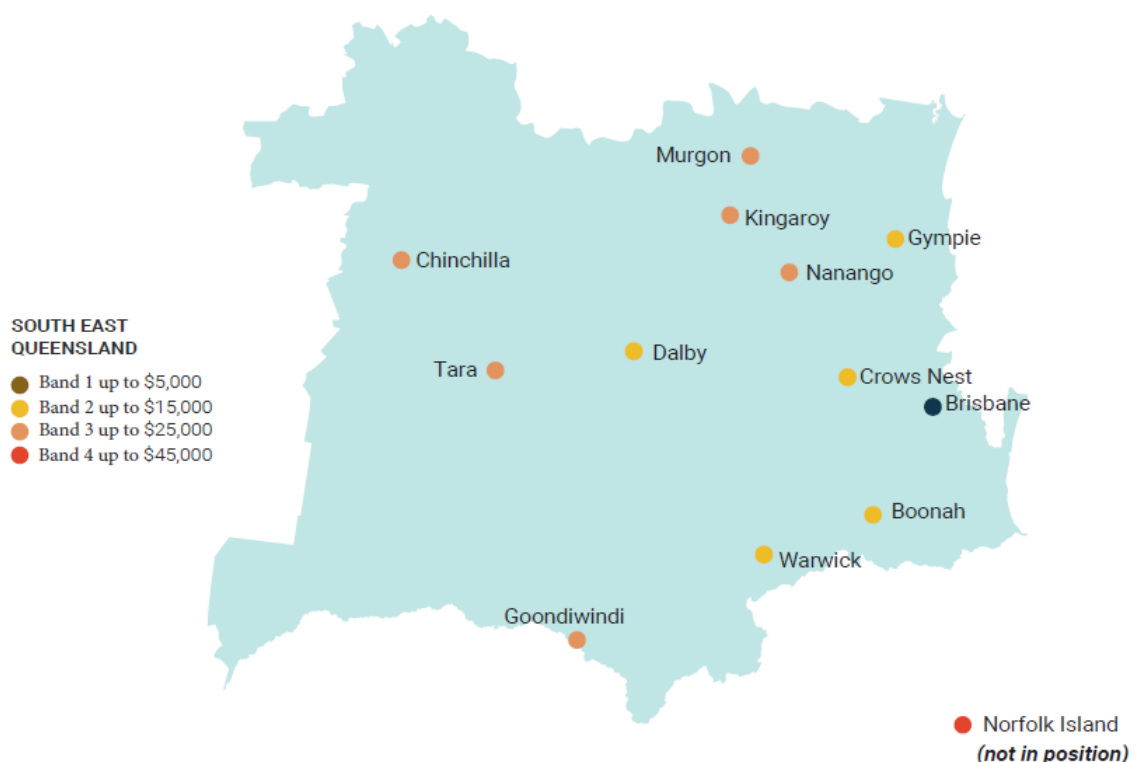 Murgon
Kingaroy
Gympie
Chinchilla
Nanango
SOUTH EAST
QUEENSLAND
Band 1 up to $5,000
Band 2 up to $15,000
Band 3 up to $25,000
Band 4 up to $45,000
Dalby
Tara
Crows Nest
Brisbane
Boonah
Warwick
Goondiwindi
Norfolk Island
(not in position)